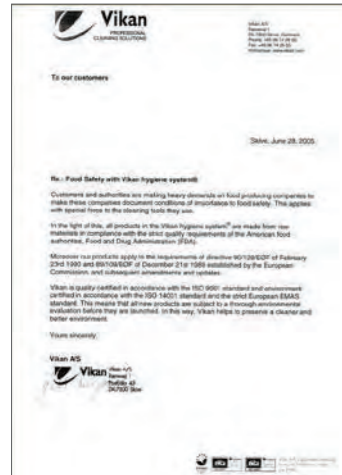 Vikan
PROFESSIONAL
CLEANING SOLUTIONS
Vikan A/S
To our customers
Skive, June 28, 2005
Re.: Food Safety with Vikan hygiene system®
Customers and authorities are making heavy demands on food producing companies to
make these companies document conditions of importance to food safety. This applies
with special force to the cleaning tools they use.
In the light of this, all products in the Vikan hygiene system® are made from raw
materials in compliance with the strict quality requirements of the American food
authorities, Food and Drug Administration (FDA).
Moreover our products apply to the requirements of directive 90/128/EØF of February
23rd 1990 and 89/109/EØF of December 21st 1989 established by the European
Commission, and subsequent amendments and updates.
Vikan is quality certified in accordance with the ISO 9001 standard and environment
certified in accordance with the ISO 14001 standard and the strict European EMAS
standard. This means that all new products are subject to a thorough environmental
evaluation before they are launched. In this way, Vikan helps to preserve a cleaner and
better environment.
Yours sincerely,
Vikan A/S
Vikan Vikan A/S
Rævevej 1
DK-7800 Skive